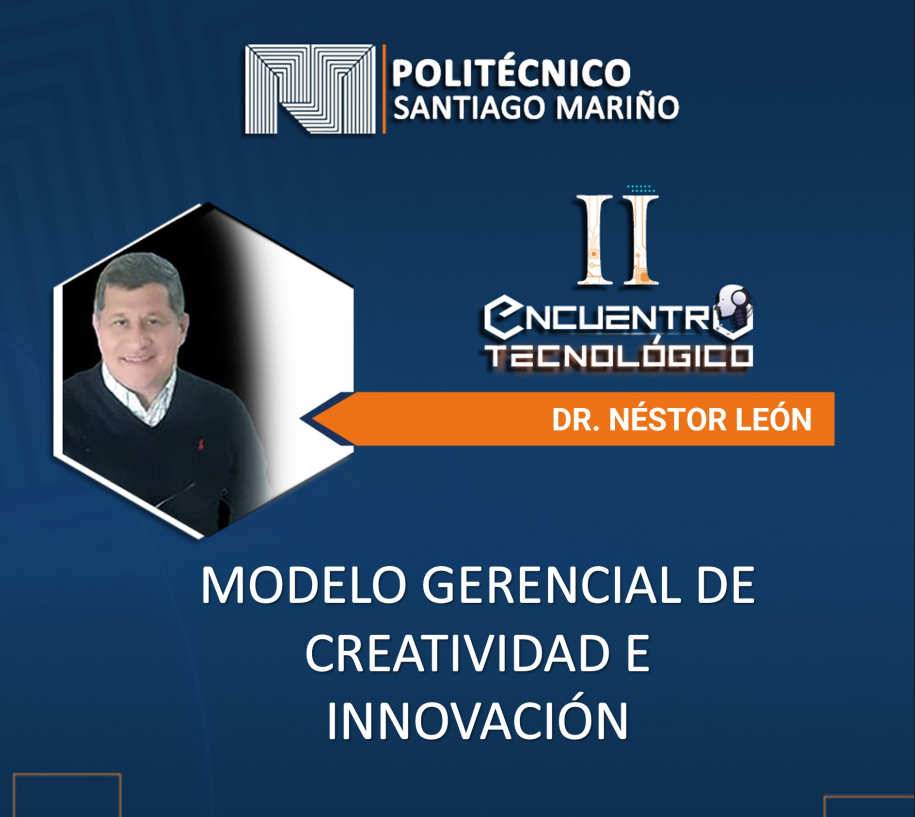 POLITÉCNICO
SANTIAGO MARIÑO
II
ENCUENTRO
TECNOLÓGICO
DR. NÉSTOR LEÓN
MODELO GERENCIAL DE
CREATIVIDAD E
INNOVACIÓN